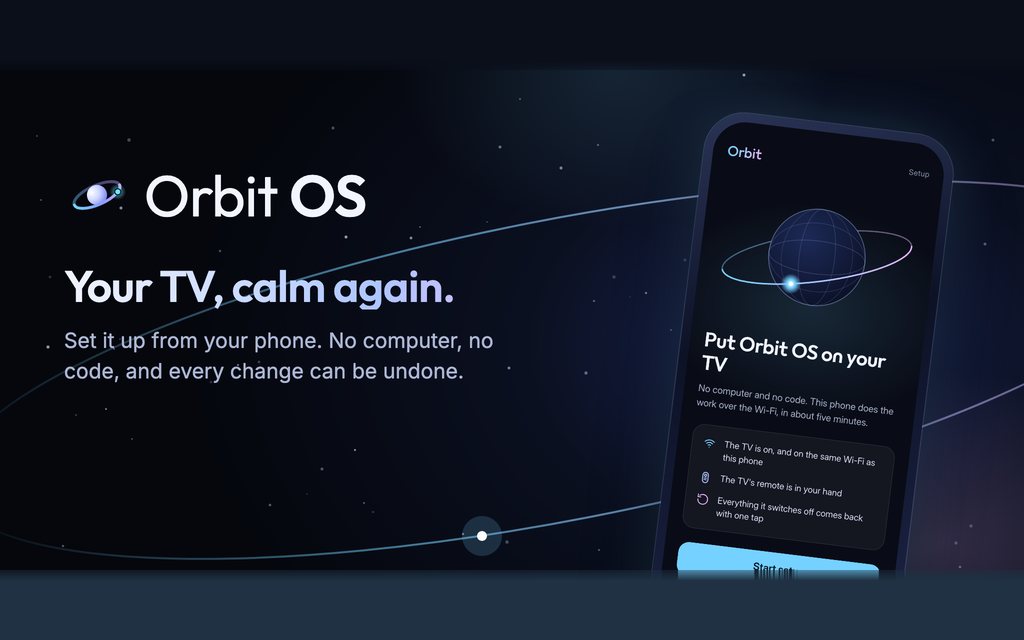 Orbit OS
Your TV, calm again.
Set it up from your phone. No computer, no
code, and every change can be undone.
Orbit
Setup
Put Orbit OS on your
TV
No computer and no code. This phone does the
work over the Wi-Fi, in about five minutes.
The TV is on, and on the same Wi-Fi as
this phone
The TV's remote is in your hand
Everything it switches off comes back
with one tap
Start